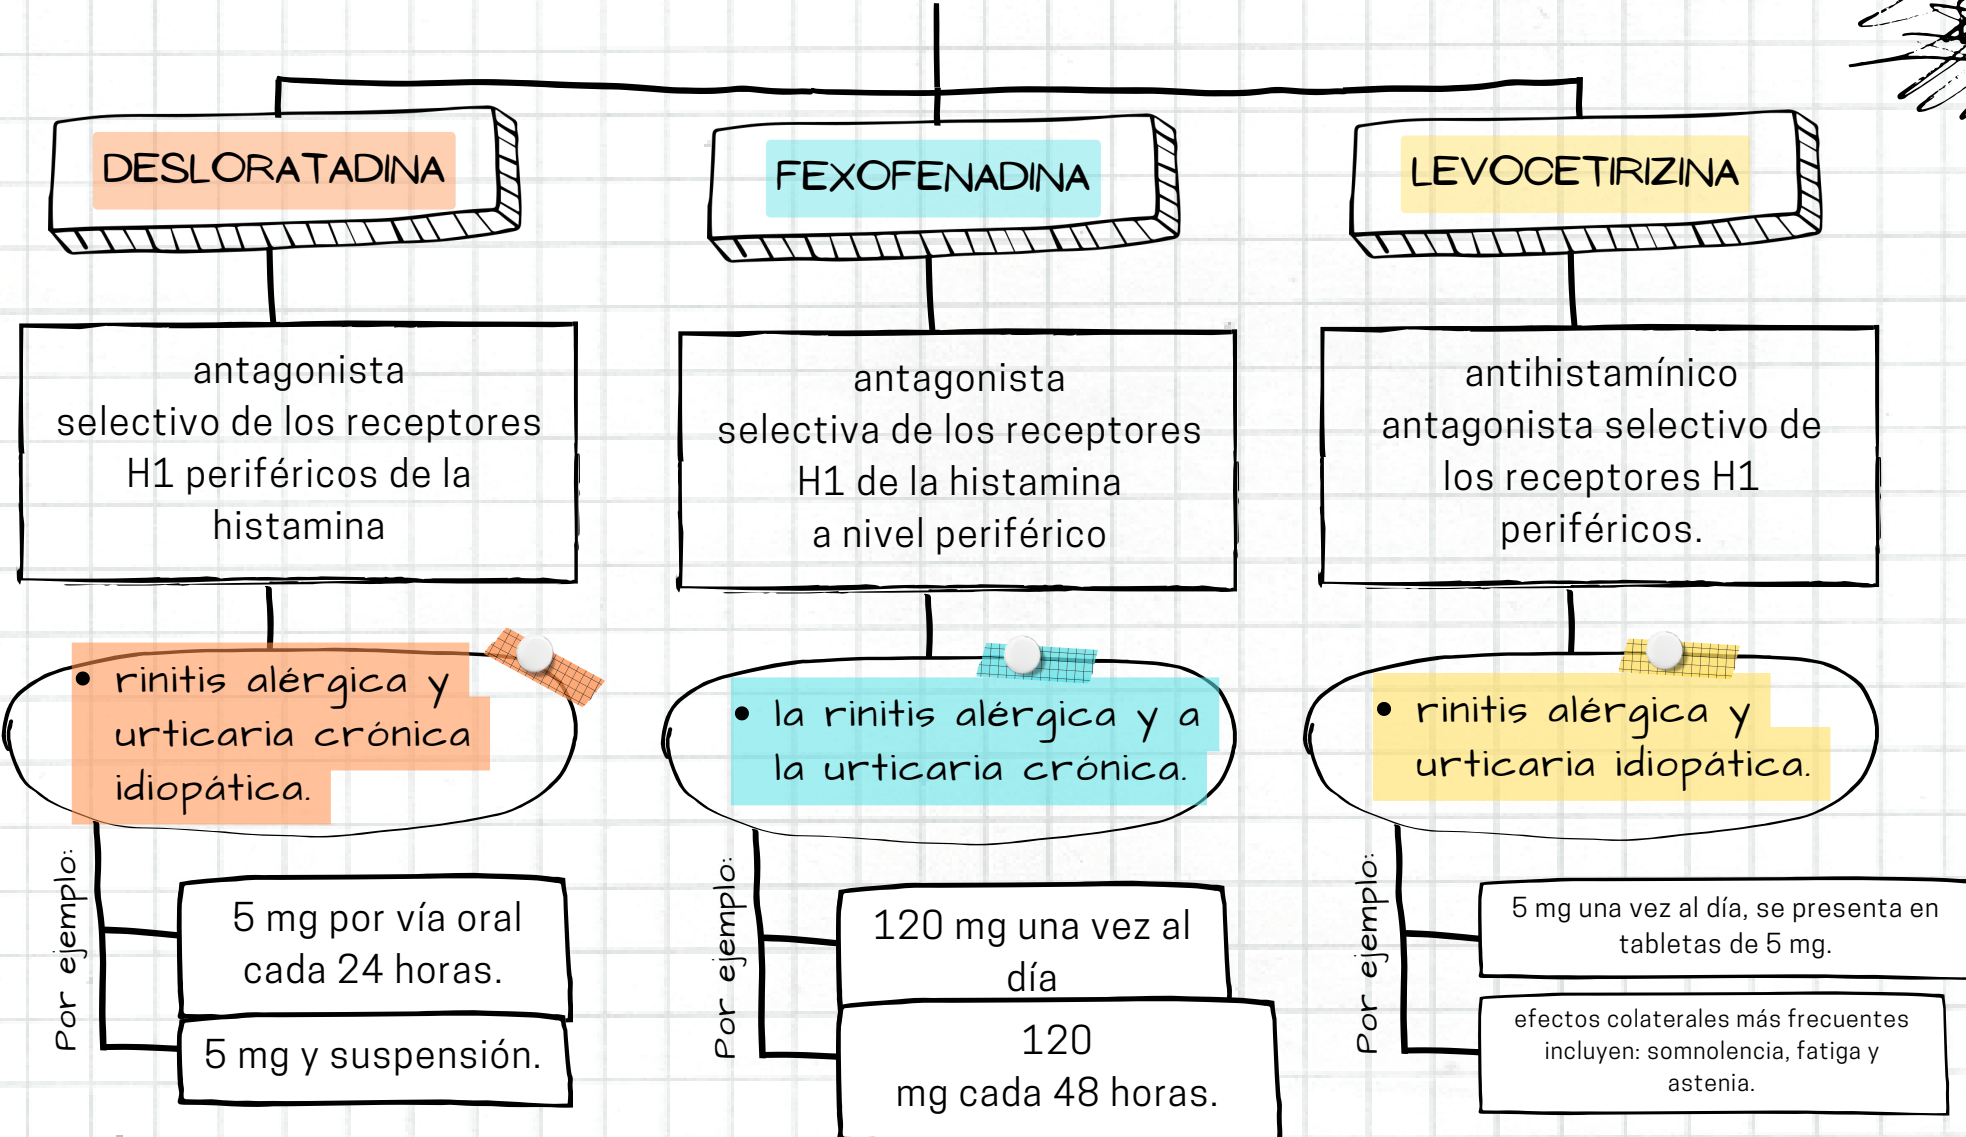 DESLORATADINA
antagonista
selectivo de los receptores
H1 periféricos de la
histamina
• rinitis alérgica y
urticaria crónica
idiopática.
Por ejemplo:
5 mg por vía oral
cada 24 horas.
5 mg y suspensión.
FEXOFENADINA
antagonista
selectiva de los receptores
H1 de la histamina
a nivel periférico
• la rinitis alérgica y a
la urticaria crónica.
Por ejemplo:
120 mg una vez al
día
120
mg cada 48 horas.
LEVOCETIRIZINA
antihistamínico
antagonista selectivo de
los receptores H1
periféricos.
• rinitis alérgica y
urticaria idiopática.
Por ejemplo:
5 mg una vez al día, se presenta en
tabletas de 5 mg.
efectos colaterales más frecuentes
incluyen: somnolencia, fatiga y
astenia.